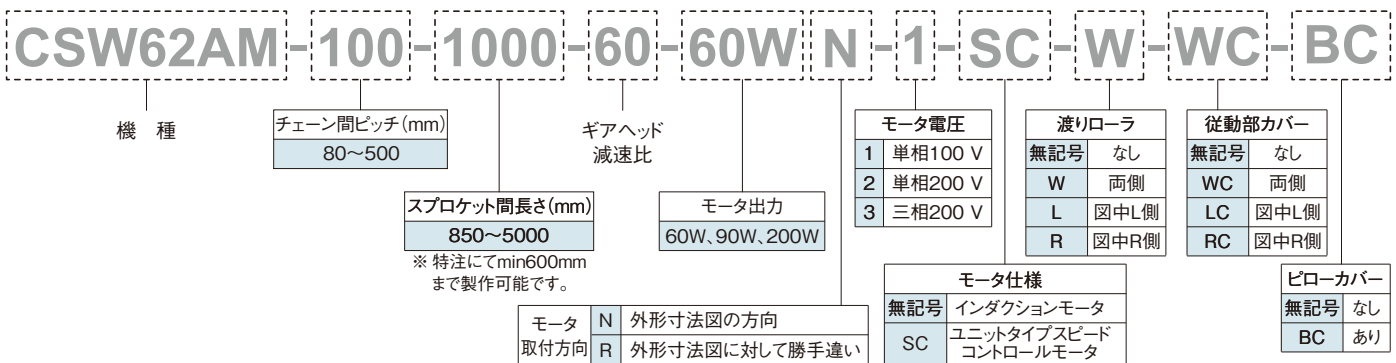 CSW62AM-100-1000-60-60W N-1-SC-W-WC-BC
機 種
チェーン間ピッチ(mm)
80～500
スプロケット間長さ(mm)
850～5000
※ 特注にてmin600mm
まで製作可能です。
ギアヘッド
減速比
モータ出力
60W、90W、200W
モータ
取付方向
N 外形寸法図の方向
R 外形寸法図に対して勝手違い
モータ電圧
1 単相100 V
2 単相200 V
3 三相200 V
モータ仕様
無記号 インダクションモータ
SC ユニットタイプスピード
コントロールモータ
渡りローラ
無記号 なし
W 両側
L 図中L側
R 図中R側
従動部カバー
無記号 なし
WC 両側
LC 図中L側
RC 図中R側
ピローカバー
無記号 なし
BC あり